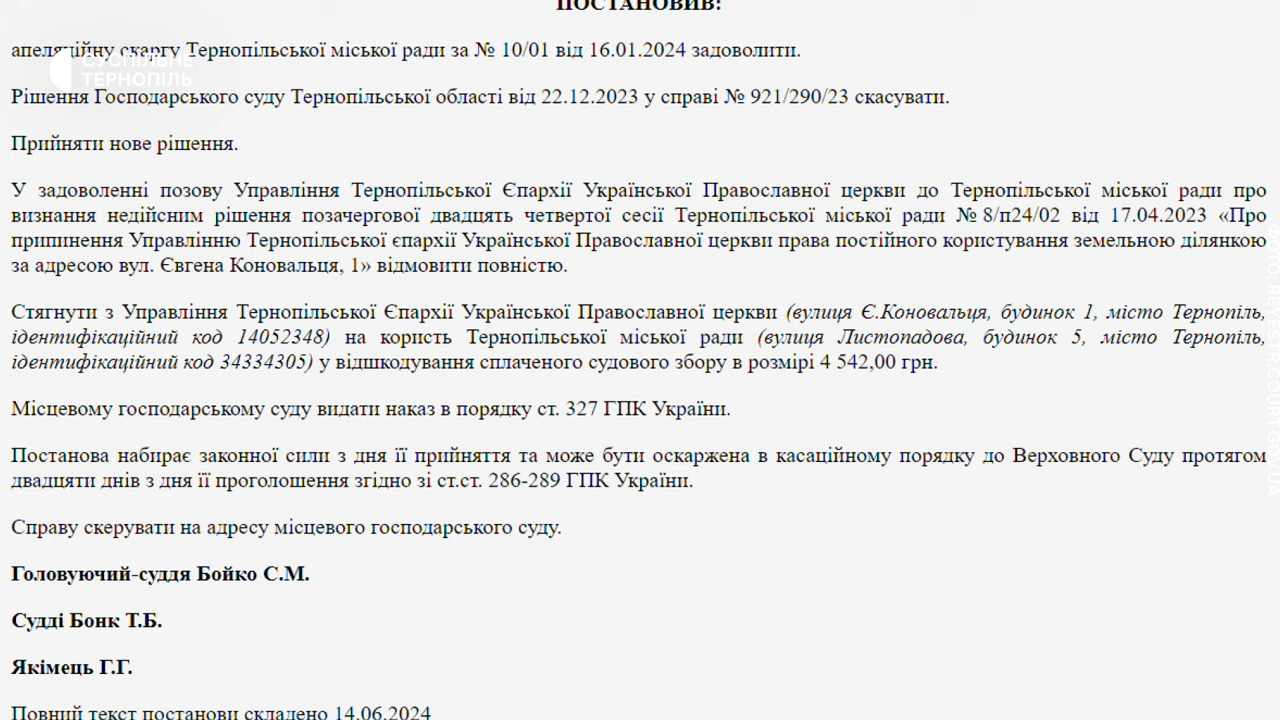 ПОСТАНОВИВ:
апеляційну скаргу Тернопільської міської ради за № 10/01 від 16.01.2024 задоволити.
СУСПІЛЬНЕ
ТЕРНОПІЛЬ
Рішення Господарського суду Тернопільської області від 22.12.2023 у справі № 921/290/23 скасувати.
Прийняти нове рішення.
У задоволенні позову Управління Тернопільської Єпархії Української Православної церкви до Тернопільської міської ради про
визнання недійсним рішення позачергової двадцять четвертої сесії Тернопільської міської ради № 8/п24/02 від 17.04.2023 «Про
припинення Управлінню Тернопільської єпархії Української Православної церкви права постійного користування земельною ділянкою
за адресою вул. Євгена Коновальця, 1» відмовити повністю.
Стягнути з Управління Тернопільської Єпархії Української Православної церкви (вулиця Є.Коновальця, будинок 1, місто Тернопіль,
ідентифікаційний код 14052348) на користь Тернопільської міської ради (вулиця Листопадова, будинок 5, місто Тернопіль,
ідентифікаційний код 34334305) у відшкодування сплаченого судового збору в розмірі 4 542,00 грн.
Місцевому господарському суду видати наказ в порядку ст. 327 ГПК України.
Постанова набирає законної сили з дня її прийняття та може бути оскаржена в касаційному порядку до Верховного Суду протягом
двадцяти днів з дня її проголошення згідно зі ст.ст. 286-289 ГПК України.
Справу скерувати на адресу місцевого господарського суду.
Головуючий-суддя Бойко С.М.
Судді Бонк Т.Б.
Якімець Г.Г.
Повний текст постанови складено 14.06.2024
ФОТО: REYESTR.COURT.GOV.UA